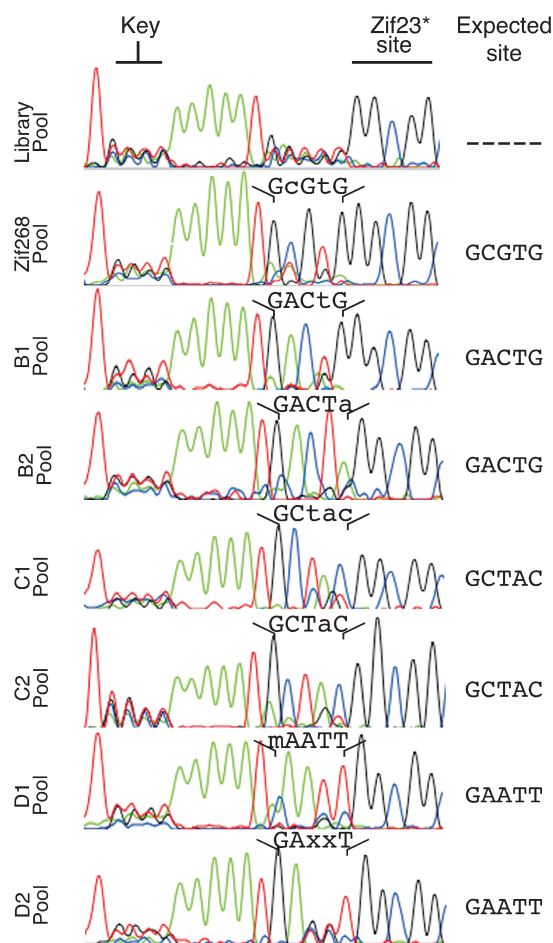 Key
Zif23*
site
Expected
site
Library
Pool
-----
Zif268
Pool
GcGtG
GCGTG
B1
Pool
GACtG
GACTG
B2
Pool
GACTa
GACTG
C1
Pool
GCtac
GCTAC
C2
Pool
GCTaC
GCTAC
D1
Pool
mAATT
GAATT
D2
Pool
GAxxT
GAATT